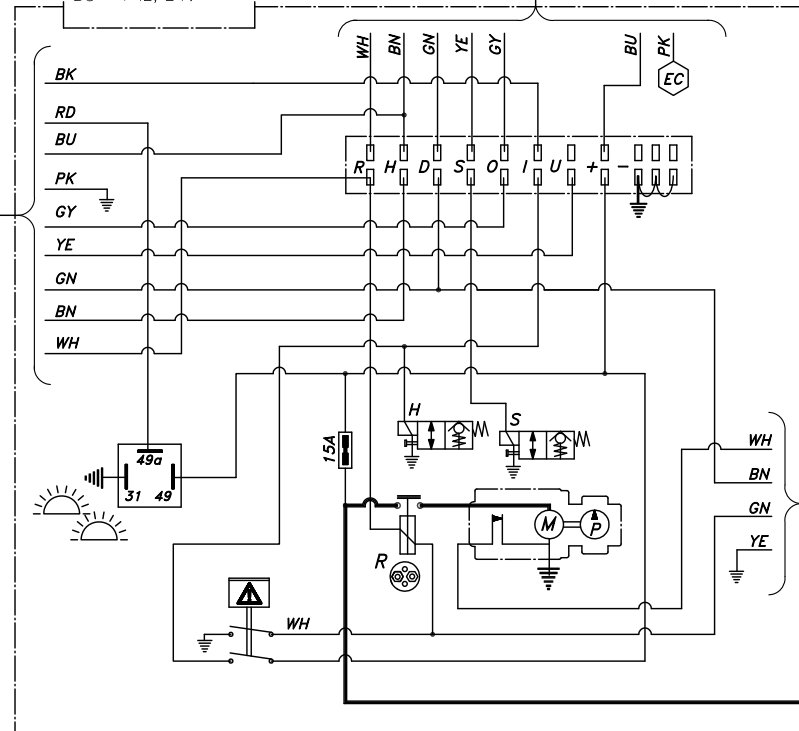 WH BN GN YE GY BU PK
EC
BK
RD
BU
R H D S O I U + -
PK
GY
YE
GN
BN
WH
H
S
15A
WH
49a
31 49
BN
GN
M P
YE
R
WH